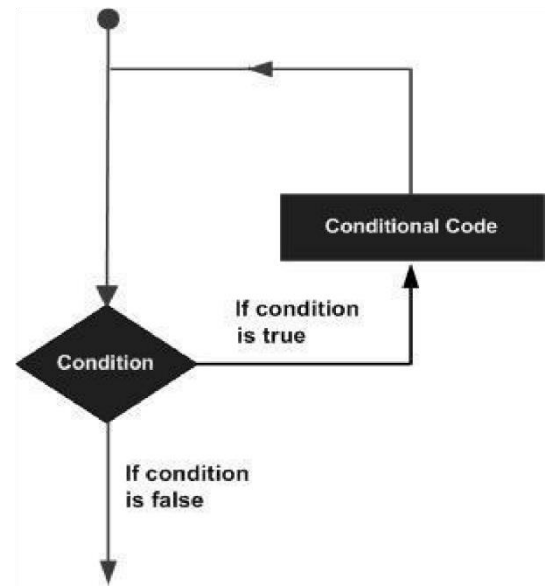 Conditional Code
If condition
is true
Condition
If condition
is false